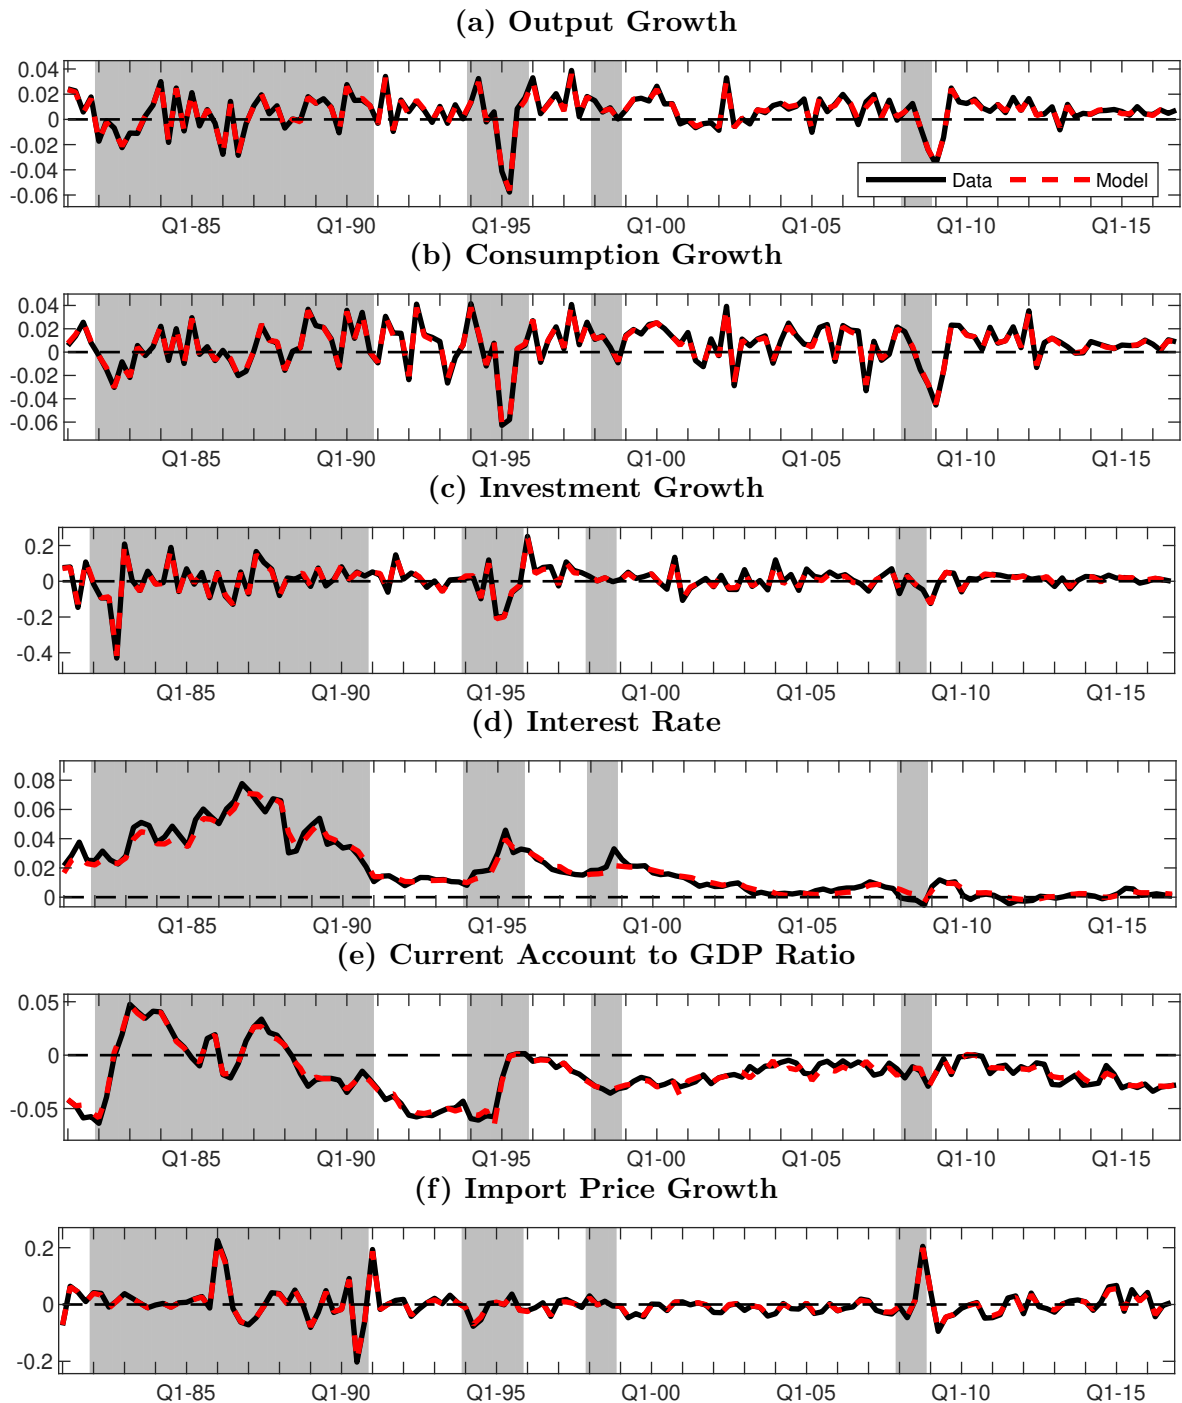 (a) Output Growth
0.04
0.02
0
-0.02
-0.04
-0.06
Data
Model
Q1-85 Q1-90 Q1-95 Q1-00 Q1-05 Q1-10 Q1-15
(b) Consumption Growth
0.04
0.02
0
-0.02
-0.04
-0.06
Q1-85 Q1-90 Q1-95 Q1-00 Q1-05 Q1-10 Q1-15
(c) Investment Growth
0.2
0
-0.2
-0.4
Q1-85 Q1-90 Q1-95 Q1-00 Q1-05 Q1-10 Q1-15
(d) Interest Rate
0.08
0.06
0.04
0.02
0
Q1-85 Q1-90 Q1-95 Q1-00 Q1-05 Q1-10 Q1-15
(e) Current Account to GDP Ratio
0.05
0
-0.05
Q1-85 Q1-90 Q1-95 Q1-00 Q1-05 Q1-10 Q1-15
(f) Import Price Growth
0.2
0
-0.2
Q1-85 Q1-90 Q1-95 Q1-00 Q1-05 Q1-10 Q1-15